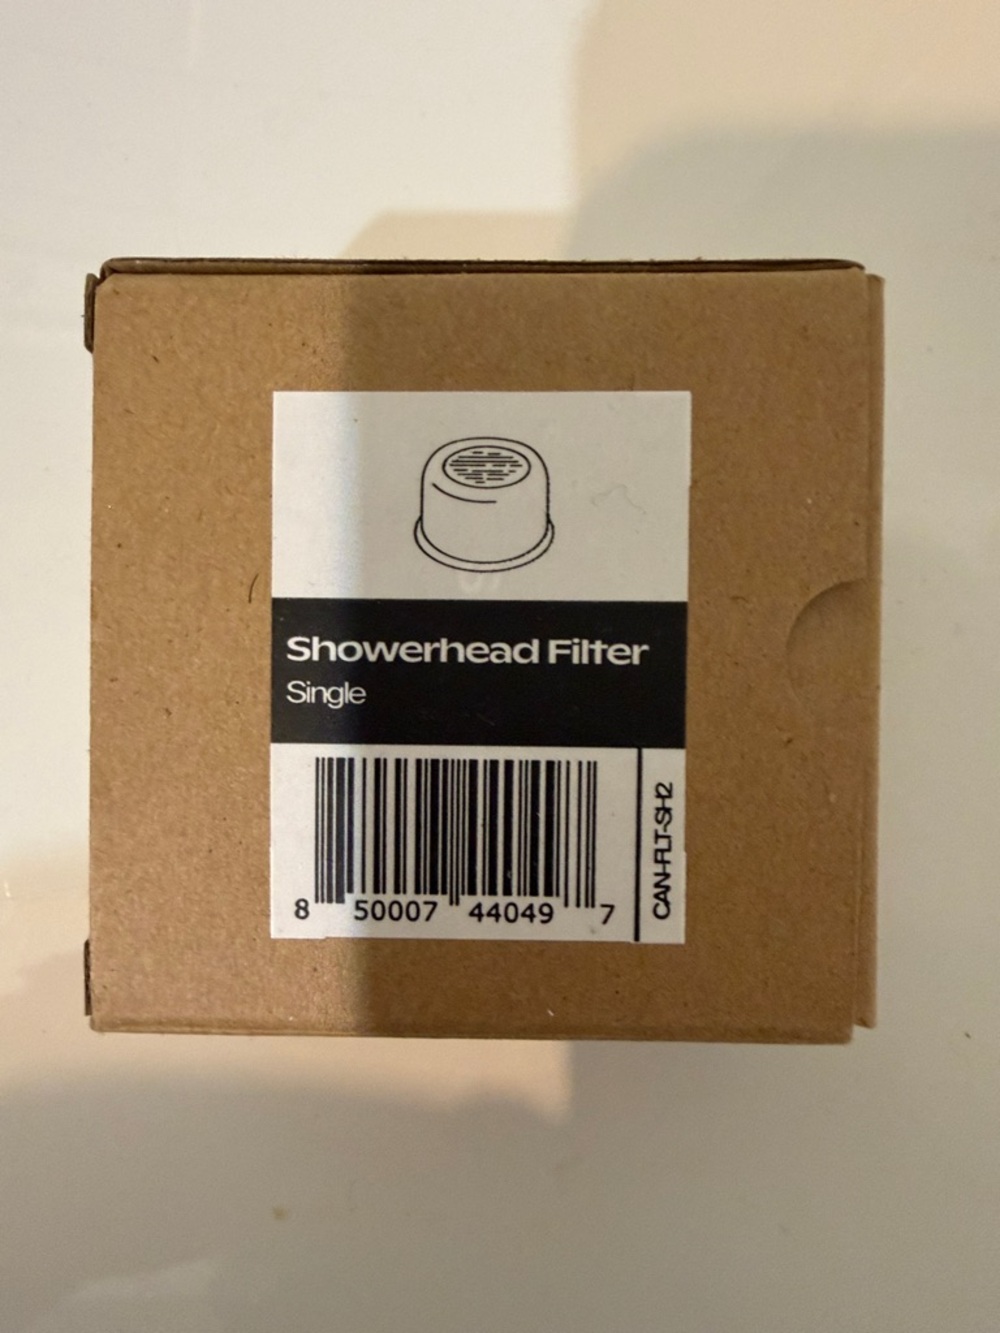 Showerhead Filter
Single
8 50007 44049 7
CAN-FLT-SH2